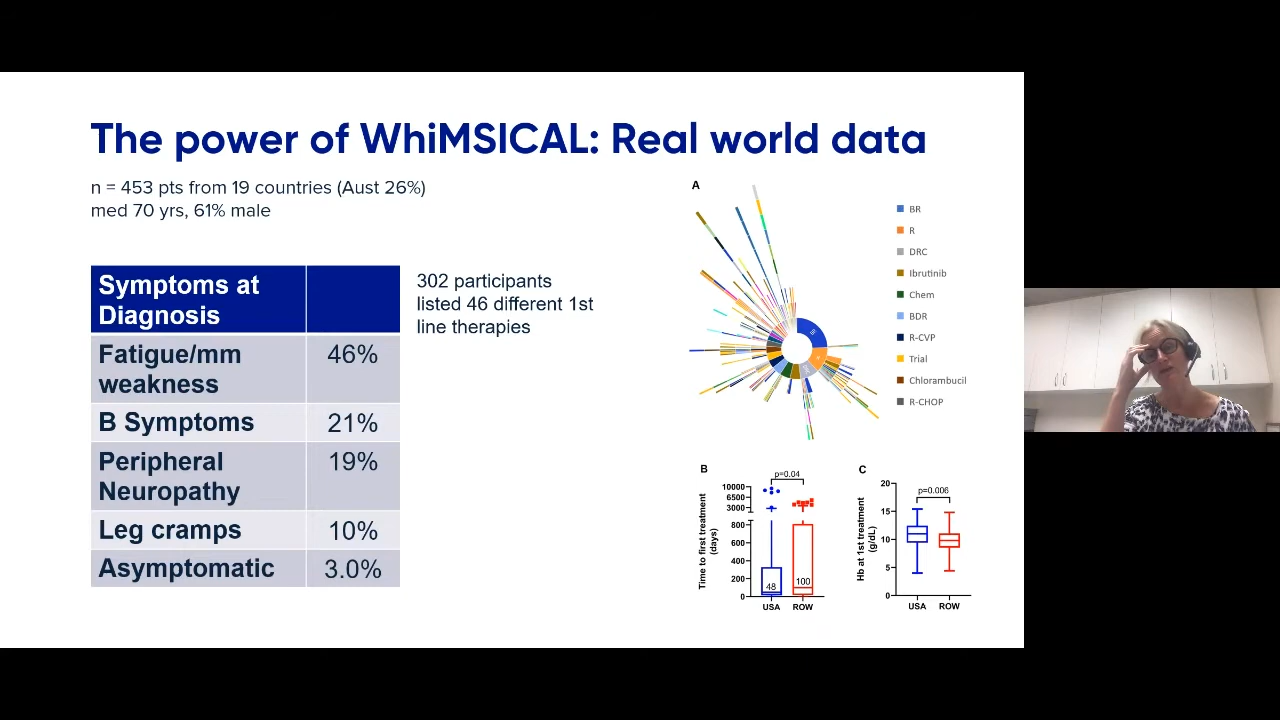 The power of WhiMSICAL: Real world data
n = 453 pts from 19 countries (Aust 26%)
med 70 yrs, 61% male
Symptoms at
Diagnosis
Fatigue/mm
weakness
46%
B Symptoms
21%
Peripheral
Neuropathy
19%
Leg cramps
10%
Asymptomatic
3.0%
302 participants
listed 46 different 1st
line therapies
A
BR
R
DRC
Ibrutinib
Chem
BDR
R-CVP
Trial
Chlorambucil
R-CHOP
B
p=0.04
Time to first treatment
(days)
10000
6500
3000
800
600
400
200
0
48
100
USA
ROW
C
p=0.006
Hb at 1st treatment
(g/dL)
20
15
10
5
0
USA
ROW